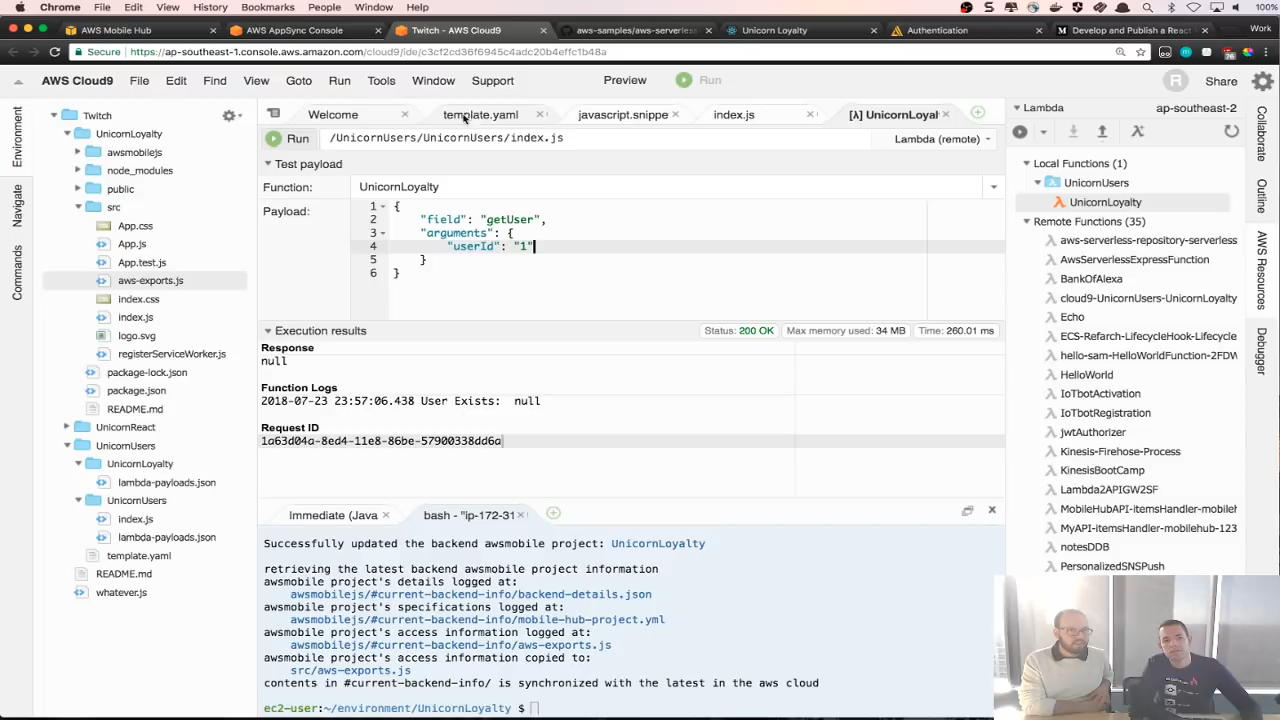 Chrome File Edit View History Bookmarks People Window Help 100%
AWS Mobile Hub
AWS AppSync Console
Twitch - AWS Cloud9
aws-samples/aws-serverles
Unicorn Loyalty
Authentication
Develop and Publish a React
Work
Secure https://ap-southeast-1.console.aws.amazon.com/cloud9/ide/c3cf2cd36f6945c4adc20b4effc1b48a
AWS Cloud9 File Edit Find View Goto Run Tools Window Support Preview Run R Share
Environment
Navigate
Commands
Twitch
UnicornLoyalty
awsmobilejs
node_modules
public
src
App.css
App.js
App.test.js
aws-exports.js
index.css
index.js
logo.svg
registerServiceWorker.js
package-lock.json
package.json
README.md
UnicornReact
UnicornUsers
UnicornLoyalty
lambda-payloads.json
UnicornUsers
index.js
lambda-payloads.json
template.yaml
README.md
whatever.js
Welcome
template.yaml
javascript.snippe
index.js
[λ] UnicornLoyal
Run /UnicornUsers/UnicornUsers/index.js Lambda (remote)
Test payload
Function: UnicornLoyalty
Payload:
1 {
2 "field": "getUser",
3 "arguments": {
4 "userId": "1"
5 }
6 }
Execution results Status: 200 OK Max memory used: 34 MB Time: 260.01 ms
Response
null
Function Logs
2018-07-23 23:57:06.438 User Exists: null
Request ID
1a63d04a-8ed4-11e8-86be-57900338dd6a
Immediate (Java
bash - "ip-172-31
Successfully updated the backend awsmobile project: UnicornLoyalty
retrieving the latest backend awsmobile project information
awsmobile project's details logged at:
awsmobilejs/#current-backend-info/backend-details.json
awsmobile project's specifications logged at:
awsmobilejs/#current-backend-info/mobile-hub-project.yml
awsmobile project's access information logged at:
awsmobilejs/#current-backend-info/aws-exports.js
awsmobile project's access information copied to:
src/aws-exports.js
contents in #current-backend-info/ is synchronized with the latest in the aws cloud
ec2-user:~/environment/UnicornLoyalty $
Lambda ap-southeast-2
Local Functions (1)
UnicornUsers
UnicornLoyalty
Remote Functions (35)
aws-serverless-repository-serverless
AwsServerlessExpressFunction
BankOfAlexa
cloud9-UnicornUsers-UnicornLoyalty
Echo
ECS-Refarch-LifecycleHook-Lifecycle
hello-sam-HelloWorldFunction-2FDW
HelloWorld
IoTbotActivation
IoTbotRegistration
jwtAuthorizer
Kinesis-Firehose-Process
KinesisBootCamp
Lambda2APIGW2SF
MobileHubAPI-itemsHandler-mobileh
MyAPI-itemsHandler-mobilehub-123
notesDDB
PersonalizedSNSPush
Collaborate
Outline
AWS Resources
Debugger